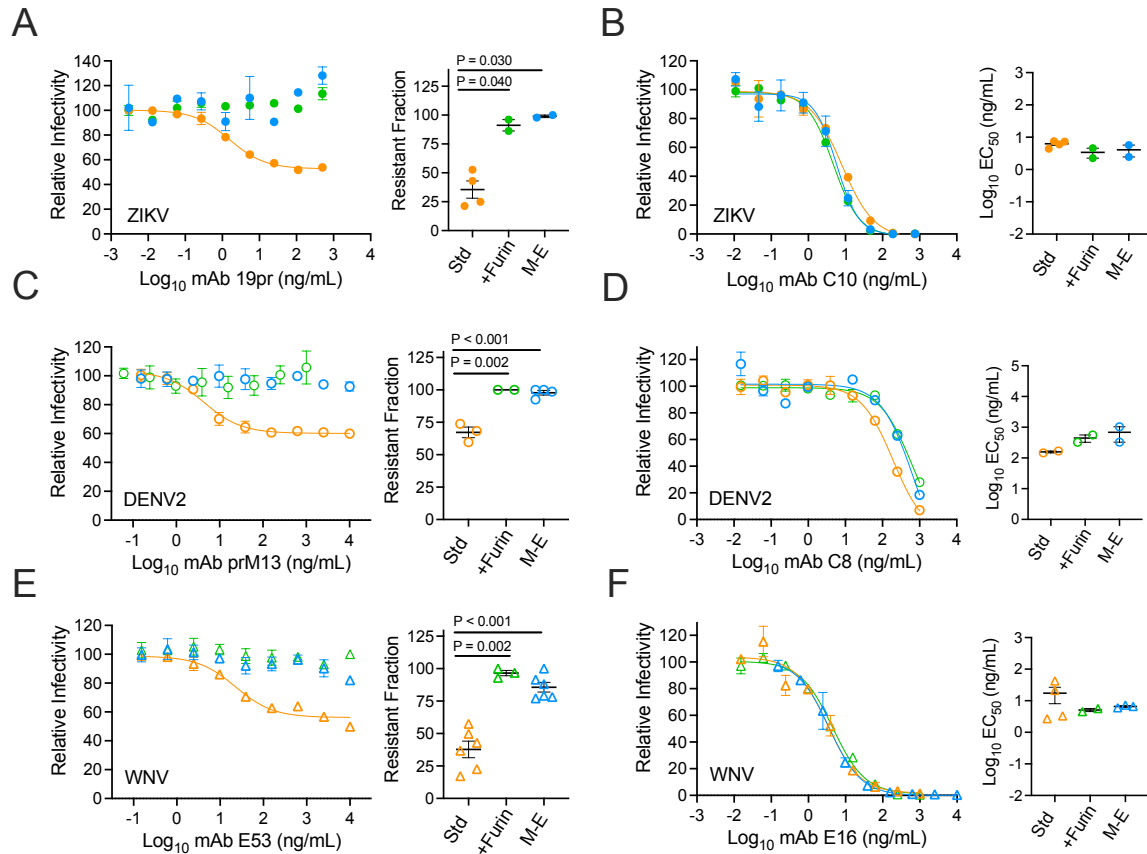 A
Relative Infectivity
140
120
100
80
60
40
20
0
-3 -2 -1 0 1 2 3 4
ZIKV
Log10 mAb 19pr (ng/mL)
P = 0.030
P = 0.040
Resistant Fraction
125
100
75
50
25
0
Std +Furin M-E
B
Relative Infectivity
120
100
80
60
40
20
0
-3 -2 -1 0 1 2 3 4
ZIKV
Log10 mAb C10 (ng/mL)
Log10 EC50 (ng/mL)
3
2
1
0
-1
-2
Std +Furin M-E
C
Relative Infectivity
120
100
80
60
40
20
0
-1 0 1 2 3 4
DENV2
Log10 mAb prM13 (ng/mL)
P < 0.001
P = 0.002
Resistant Fraction
125
100
75
50
25
0
Std +Furin M-E
D
Relative Infectivity
120
100
80
60
40
20
0
-2 -1 0 1 2 3 4
DENV2
Log10 mAb C8 (ng/mL)
Log10 EC50 (ng/mL)
5
4
3
2
1
0
Std +Furin M-E
E
Relative Infectivity
120
100
80
60
40
20
0
-1 0 1 2 3 4
WNV
Log10 mAb E53 (ng/mL)
P < 0.001
P = 0.002
Resistant Fraction
125
100
75
50
25
0
Std +Furin M-E
F
Relative Infectivity
120
100
80
60
40
20
0
-2 -1 0 1 2 3 4
WNV
Log10 mAb E16 (ng/mL)
Log10 EC50 (ng/mL)
3
2
1
0
-1
-2
Std +Furin M-E